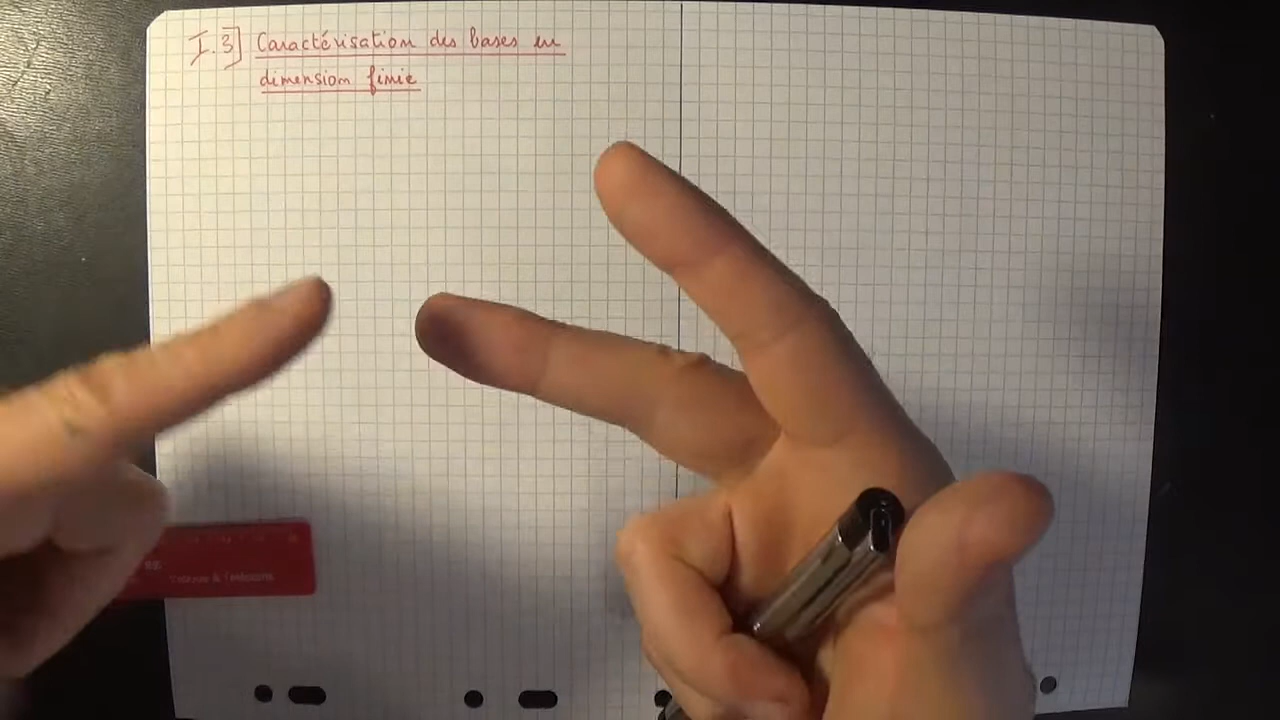 I.3] Caractérisation des bases en
dimension finie